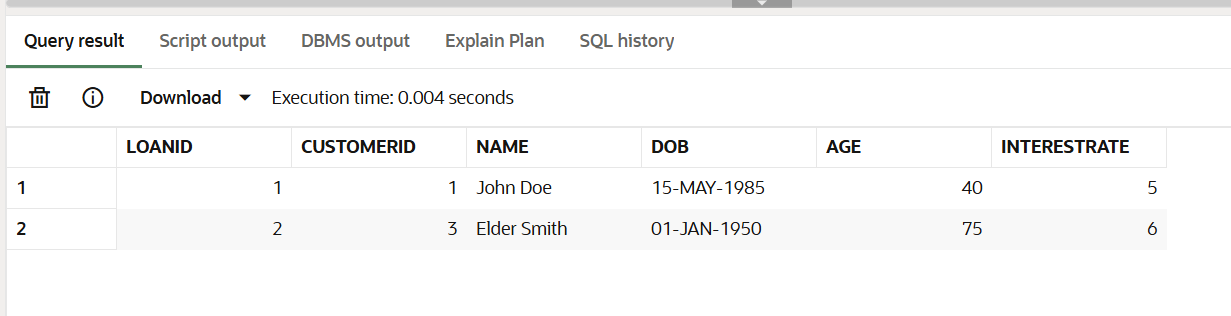 Query result Script output DBMS output Explain Plan SQL history
Download Execution time: 0.004 seconds
LOANID CUSTOMERID NAME DOB AGE INTERESTRATE
1 1 1 John Doe 15-MAY-1985 40 5
2 2 3 Elder Smith 01-JAN-1950 75 6